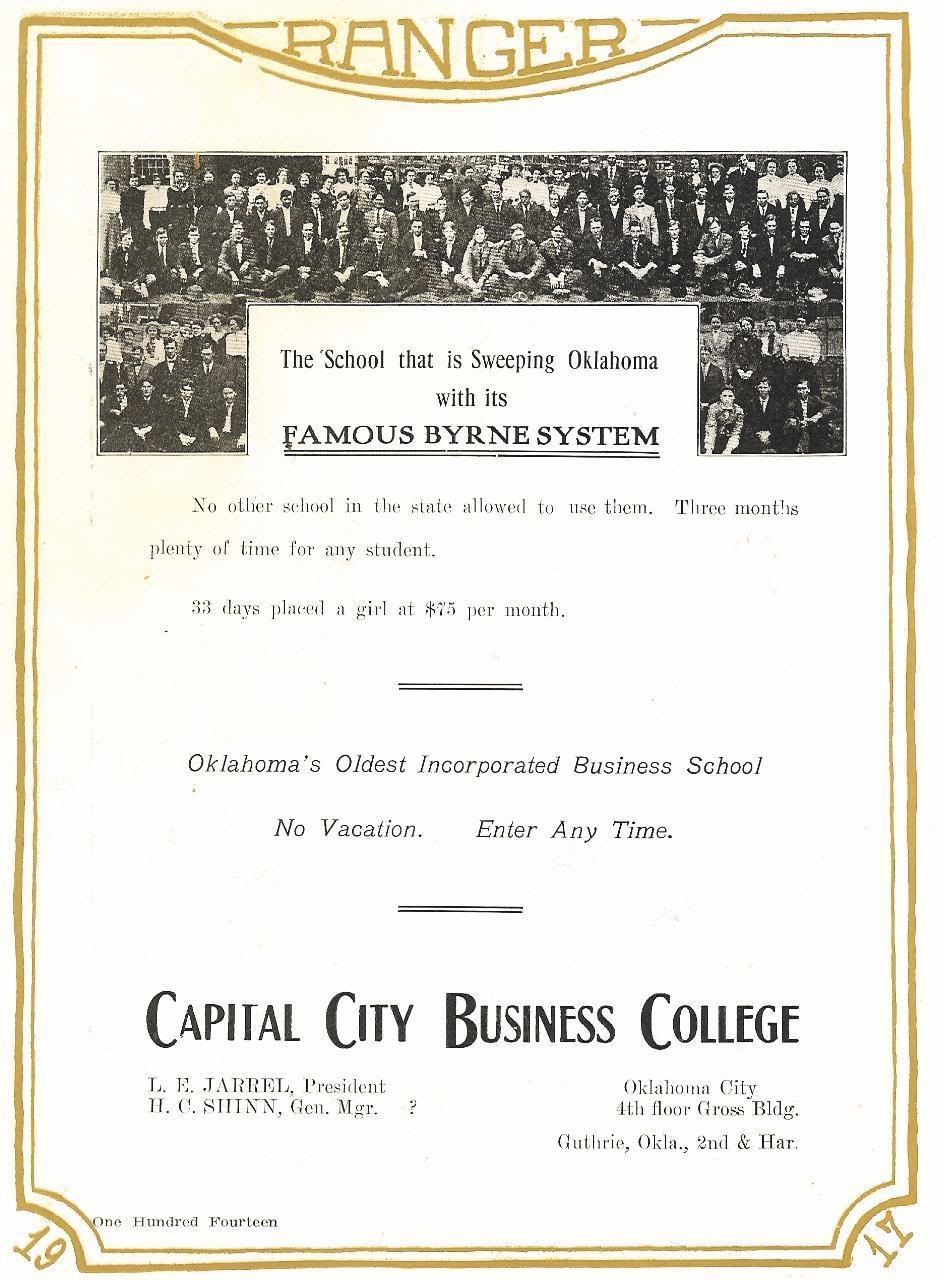 RANGER
The School that is Sweeping Oklahoma
with its
FAMOUS BYRNE SYSTEM
No other school in the state allowed to use them. Three months
plenty of time for any student.
33 days placed a girl at $75 per month.
Oklahoma's Oldest Incorporated Business School
No Vacation. Enter Any Time.
CAPITAL CITY BUSINESS COLLEGE
L. E. JARREL, President
H. C. SHINN, Gen. Mgr. ?
Oklahoma City
4th floor Gross Bldg.
Guthrie, Okla., 2nd & Har.
One Hundred Fourteen
19
17